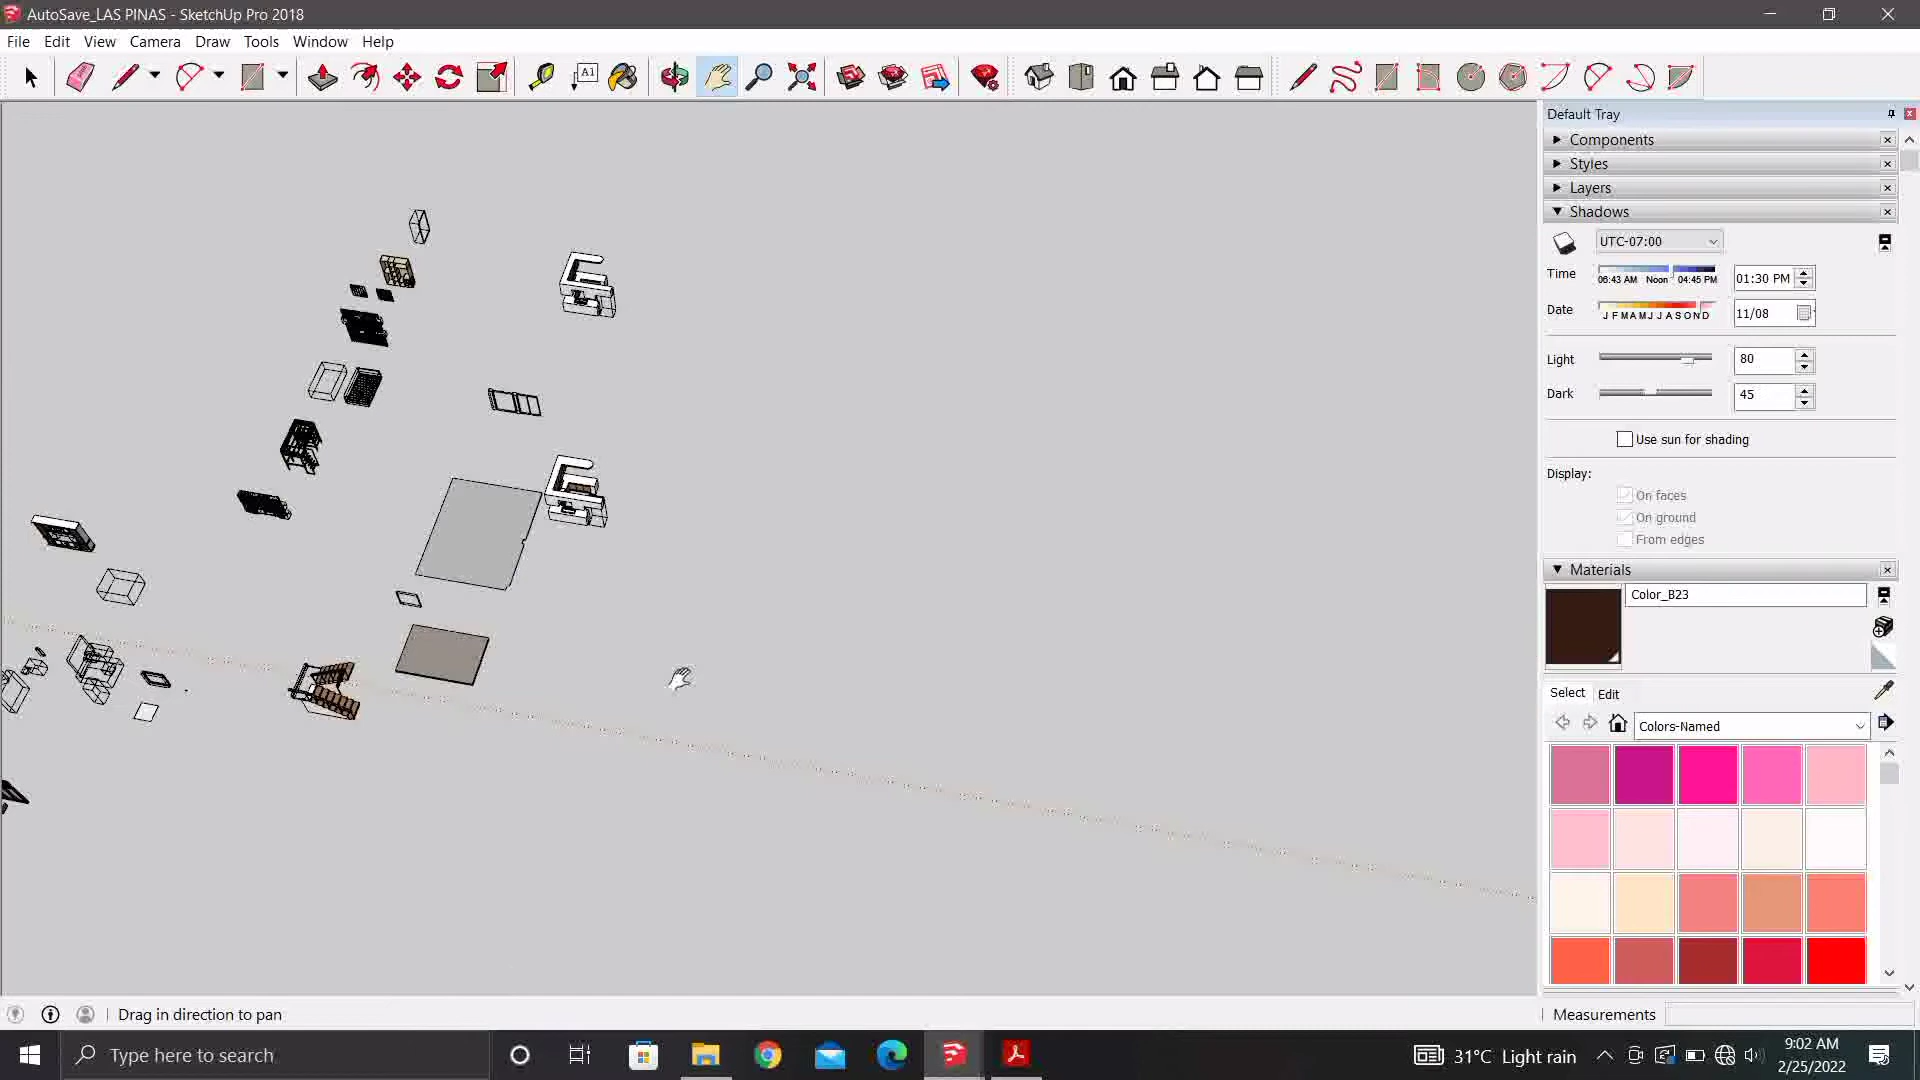 AutoSave_LAS PINAS - SketchUp Pro 2018
File Edit View Camera Draw Tools Window Help
A1
Default Tray
Components
Styles
Layers
Shadows
UTC-07:00
Time
06:43 AM Noon 04:45 PM
01:30 PM
Date
J F M A M J J A S O N D
11/08
Light
80
Dark
45
Use sun for shading
Display:
On faces
On ground
From edges
Materials
Color_B23
Select Edit
Colors-Named
Drag in direction to pan
Measurements
Type here to search
31°C Light rain
9:02 AM
2/25/2022